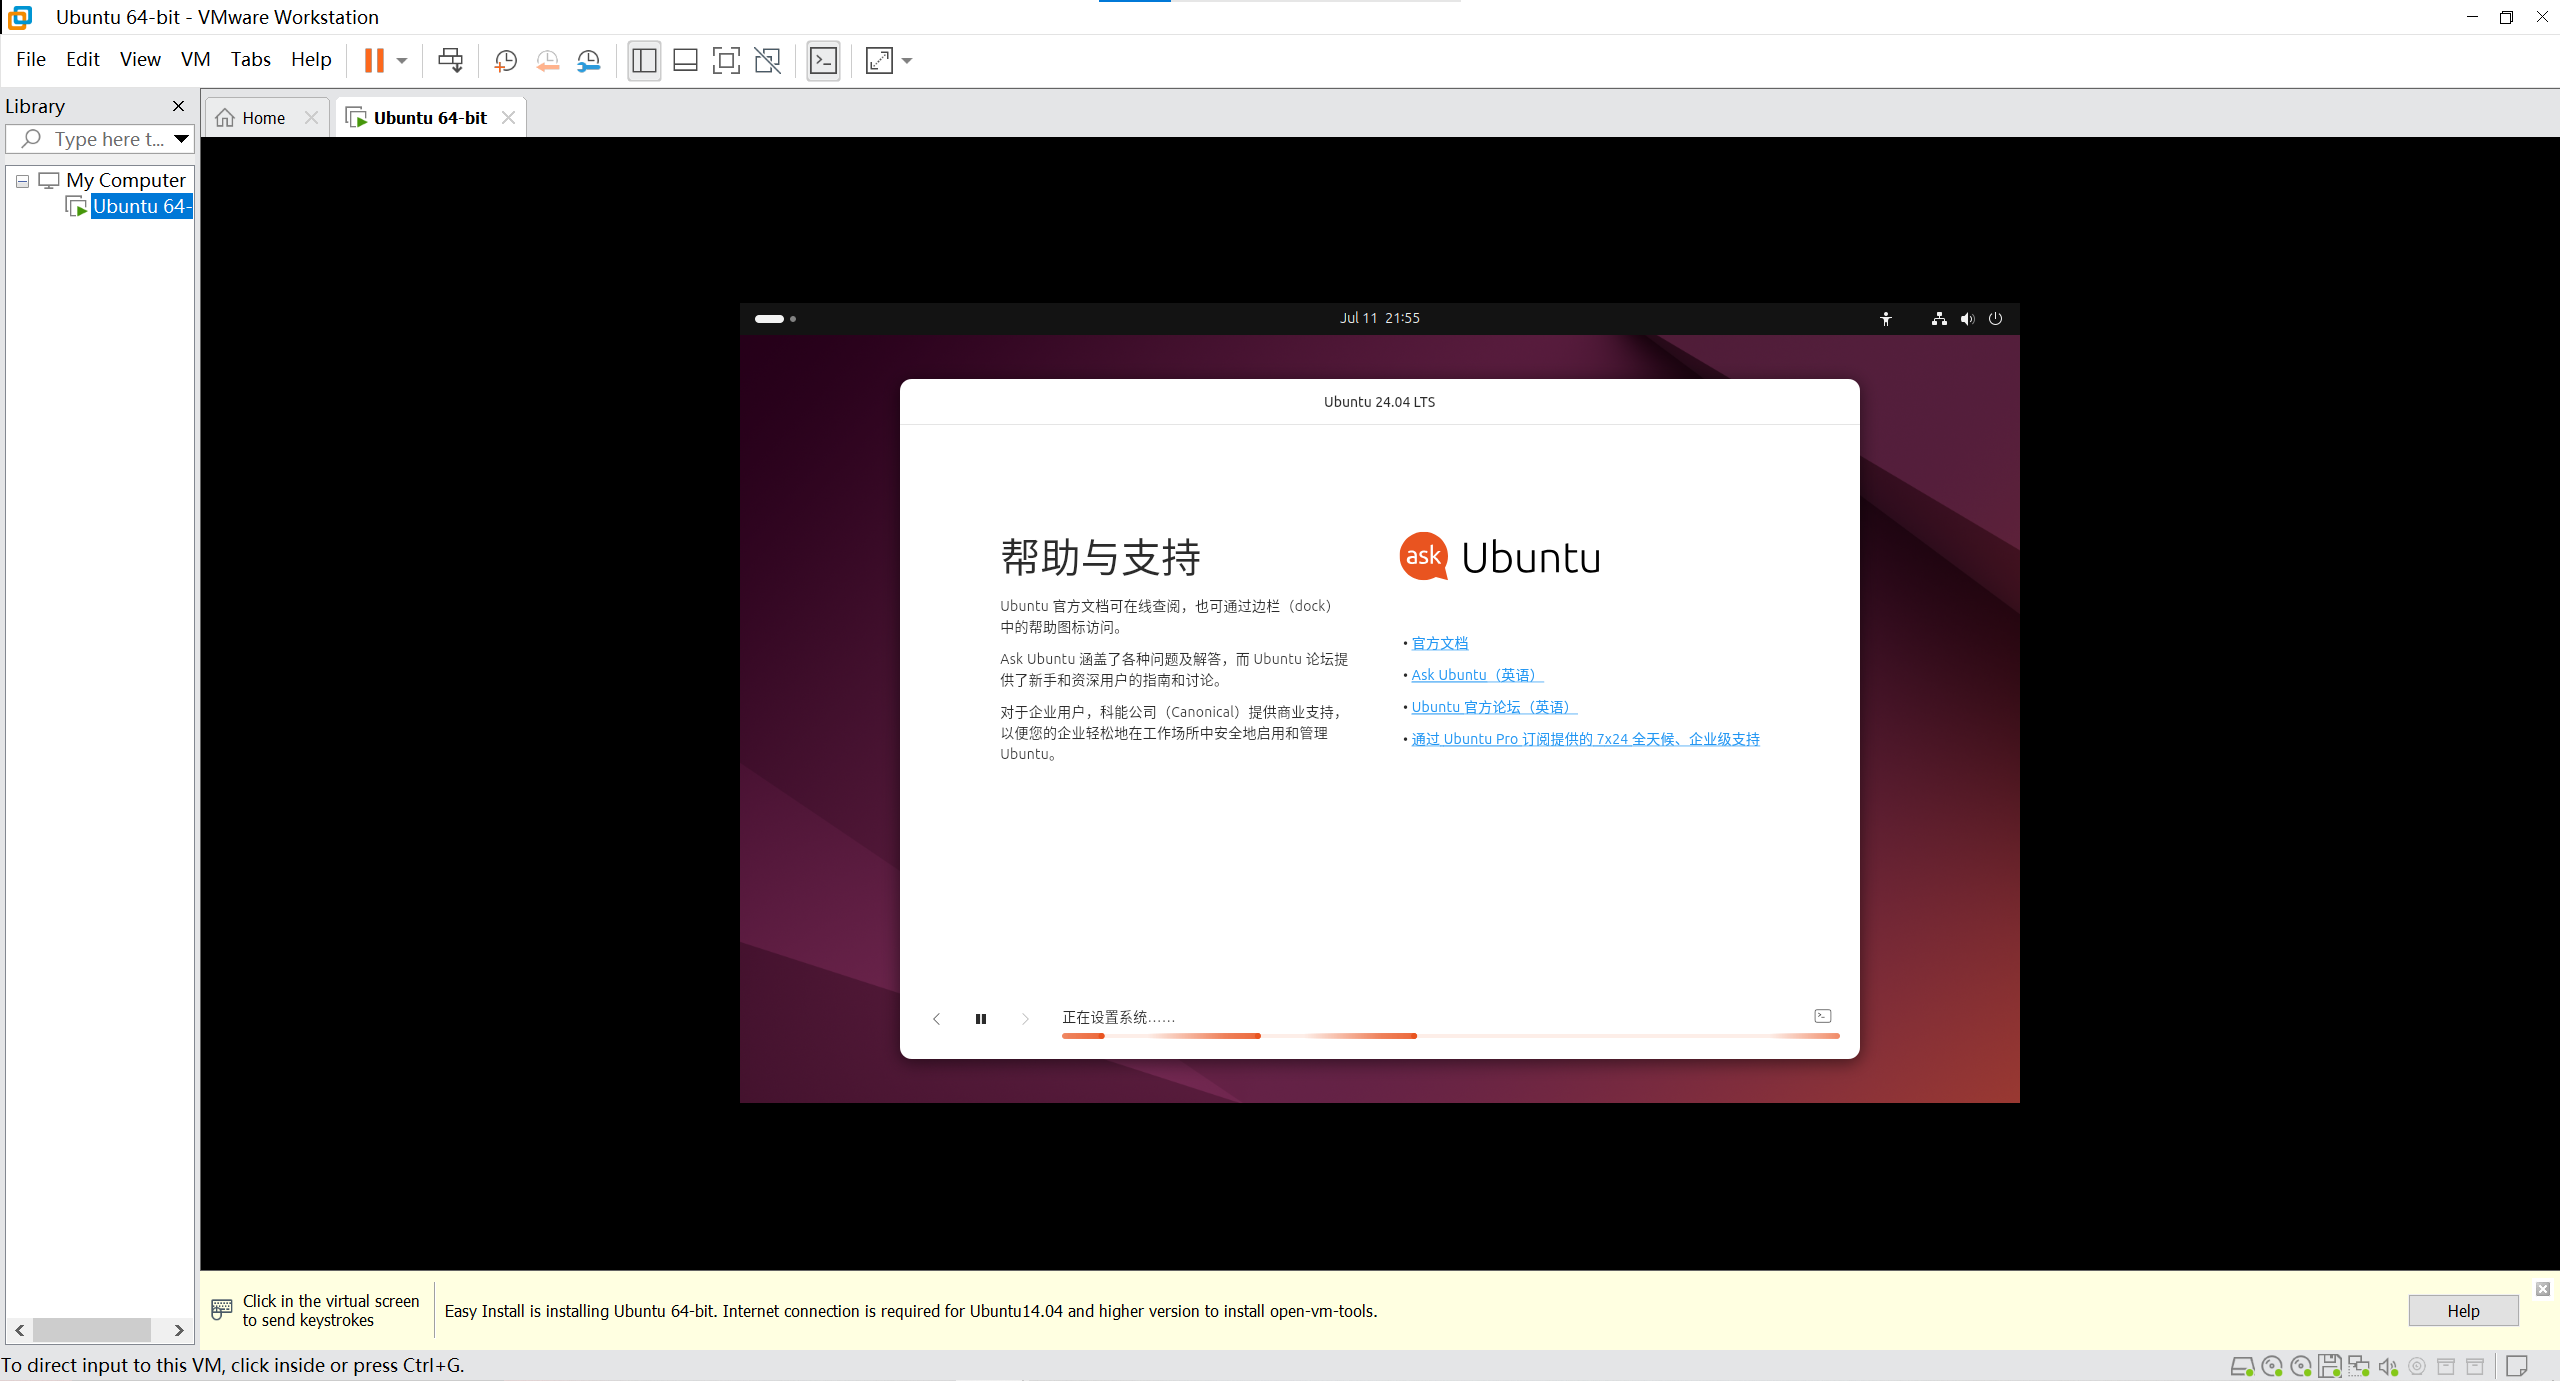 Ubuntu 64-bit - VMware Workstation
File Edit View VM Tabs Help
Library
Type here t...
My Computer
Ubuntu 64-
Home
Ubuntu 64-bit
Jul 11 21:55
Ubuntu 24.04 LTS
帮助与支持
Ubuntu 官方文档可在线查阅，也可通过边栏（dock）
中的帮助图标访问。
Ask Ubuntu 涵盖了各种问题及解答，而 Ubuntu 论坛提
供了新手和资深用户的指南和讨论。
对于企业用户，科能公司（Canonical）提供商业支持，
以便您的企业轻松地在工作场所中安全地启用和管理
Ubuntu。
ask Ubuntu
• 官方文档
• Ask Ubuntu（英语）
• Ubuntu 官方论坛（英语）
• 通过 Ubuntu Pro 订阅提供的 7x24 全天候、企业级支持
正在设置系统……
Click in the virtual screen
to send keystrokes
Easy Install is installing Ubuntu 64-bit. Internet connection is required for Ubuntu14.04 and higher version to install open-vm-tools.
Help
To direct input to this VM, click inside or press Ctrl+G.